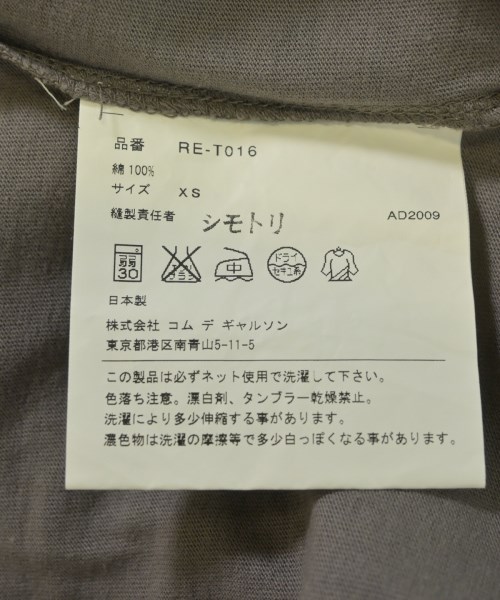 品番 RE-T016
綿 100%
サイズ XS
縫製責任者 シモトリ AD2009
弱 30 エンソサラシ 中 ドライ セキユ系
日本製
株式会社 コム デ ギャルソン
東京都港区南青山5-11-5
この製品は必ずネット使用で洗濯して下さい。
色落ち注意。漂白剤、タンブラー乾燥禁止。
洗濯により多少伸縮する事があります。
濃色物は洗濯の摩擦等で多少白っぽくなる事があります。